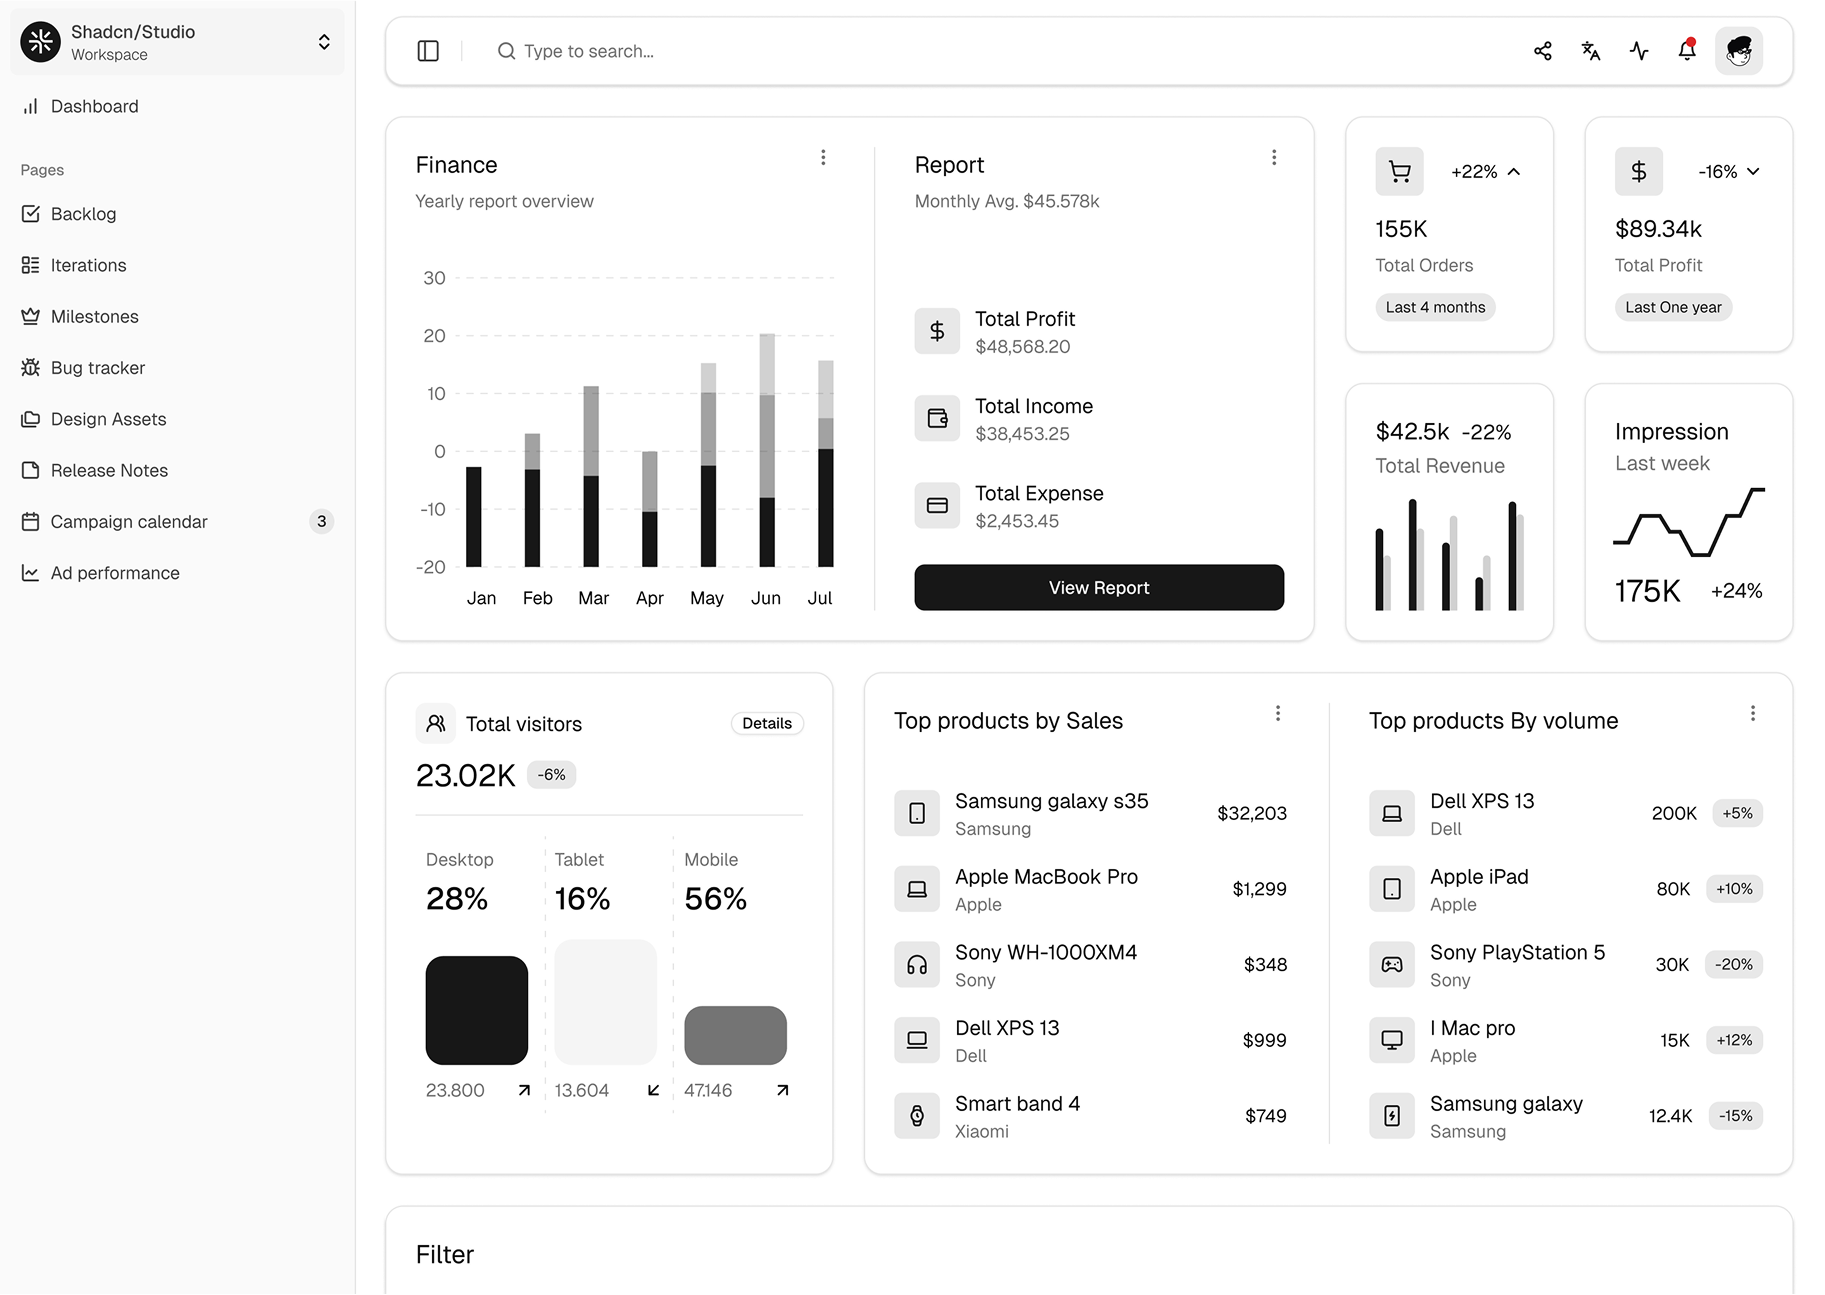 Shadcn/Studio
Workspace
Dashboard
Pages
Backlog
Iterations
Milestones
Bug tracker
Design Assets
Release Notes
Campaign calendar 3
Ad performance
Type to search...
Finance
Yearly report overview
30
20
10
0
-10
-20
Jan Feb Mar Apr May Jun Jul
Report
Monthly Avg. $45.578k
Total Profit
$48,568.20
Total Income
$38,453.25
Total Expense
$2,453.45
View Report
+22%
155K
Total Orders
Last 4 months
-16%
$89.34k
Total Profit
Last One year
$42.5k -22%
Total Revenue
Impression
Last week
175K +24%
Total visitors Details
23.02K -6%
Desktop Tablet Mobile
28% 16% 56%
23.800 13.604 47.146
Top products by Sales
Samsung galaxy s35
Samsung
$32,203
Apple MacBook Pro
Apple
$1,299
Sony WH-1000XM4
Sony
$348
Dell XPS 13
Dell
$999
Smart band 4
Xiaomi
$749
Top products By volume
Dell XPS 13
Dell
200K +5%
Apple iPad
Apple
80K +10%
Sony PlayStation 5
Sony
30K -20%
I Mac pro
Apple
15K +12%
Samsung galaxy
Samsung
12.4K -15%
Filter